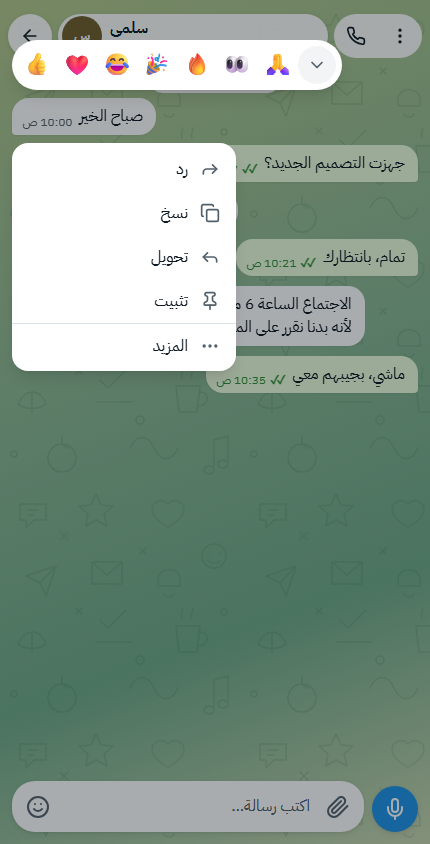 سلمى
س
صباح الخير 10:00 ص
جهزت التصميم الجديد؟
رد
نسخ
تمام، بانتظارك 10:21 ص
تحويل
تثبيت
الاجتماع الساعة 6
لأنه بدنا نقرر على
المزيد
ماشي، بجيبهم معي 10:35 ص
اكتب رسالة...